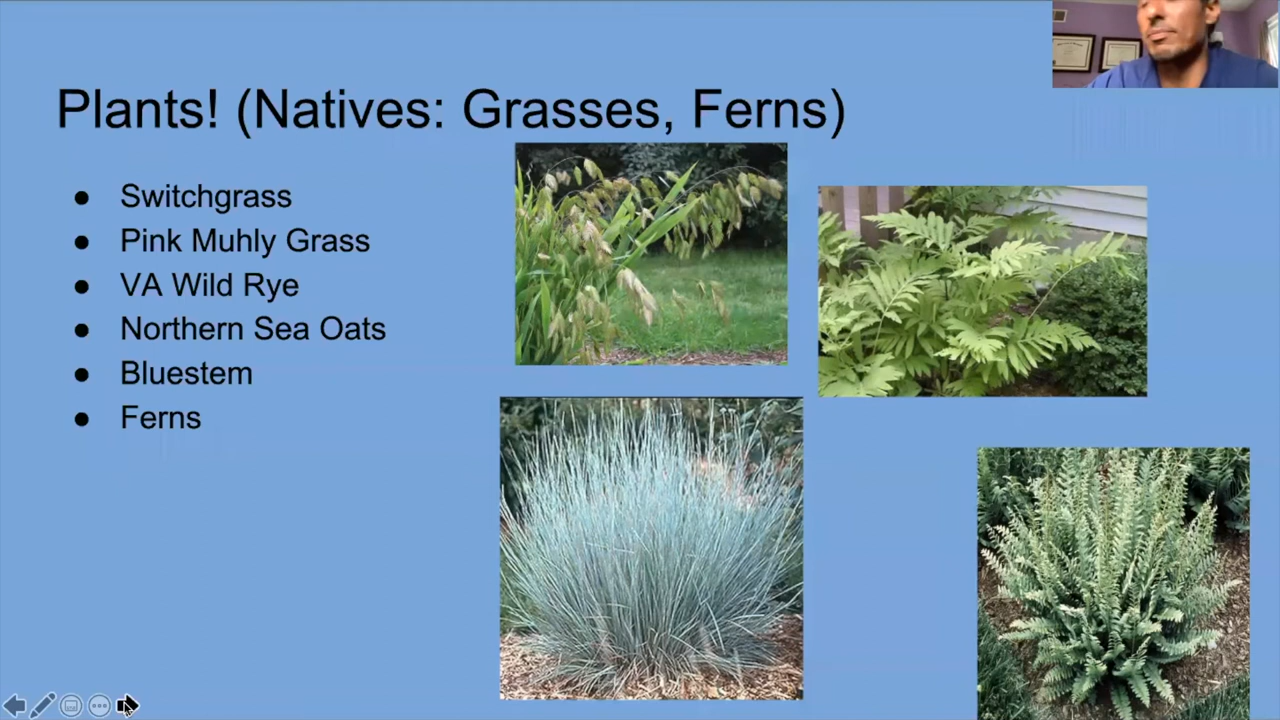 Plants! (Natives: Grasses, Ferns)
● Switchgrass
● Pink Muhly Grass
● VA Wild Rye
● Northern Sea Oats
● Bluestem
● Ferns